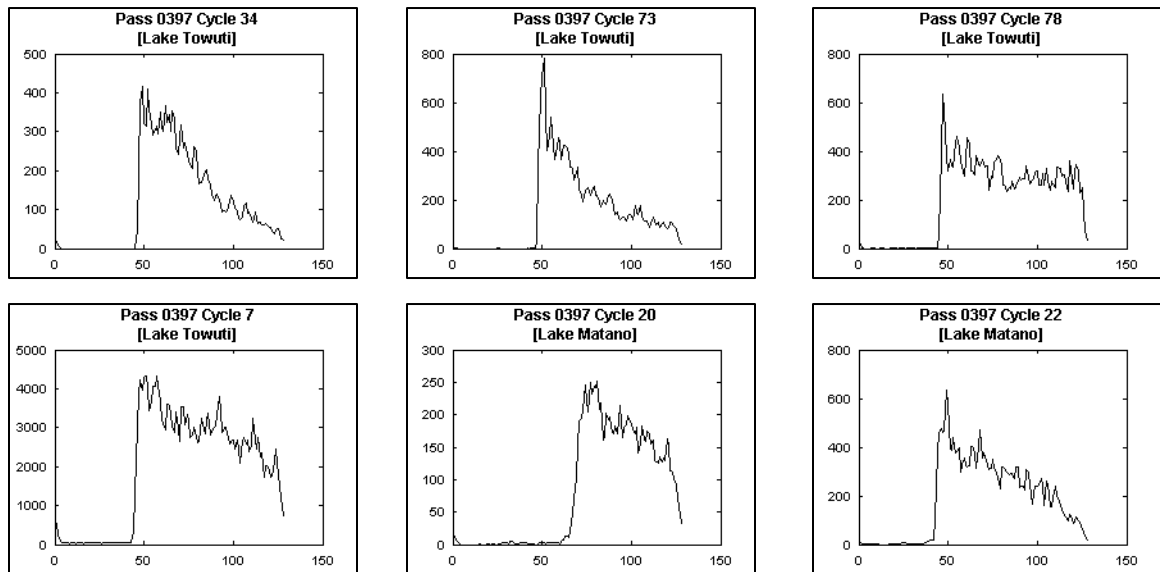 Pass 0397 Cycle 34
[Lake Towuti]
500
400
300
200
100
0
0 50 100 150
Pass 0397 Cycle 73
[Lake Towuti]
800
600
400
200
0
0 50 100 150
Pass 0397 Cycle 78
[Lake Towuti]
800
600
400
200
0
0 50 100 150
Pass 0397 Cycle 7
[Lake Towuti]
5000
4000
3000
2000
1000
0
0 50 100 150
Pass 0397 Cycle 20
[Lake Matano]
300
250
200
150
100
50
0
0 50 100 150
Pass 0397 Cycle 22
[Lake Matano]
800
600
400
200
0
0 50 100 150